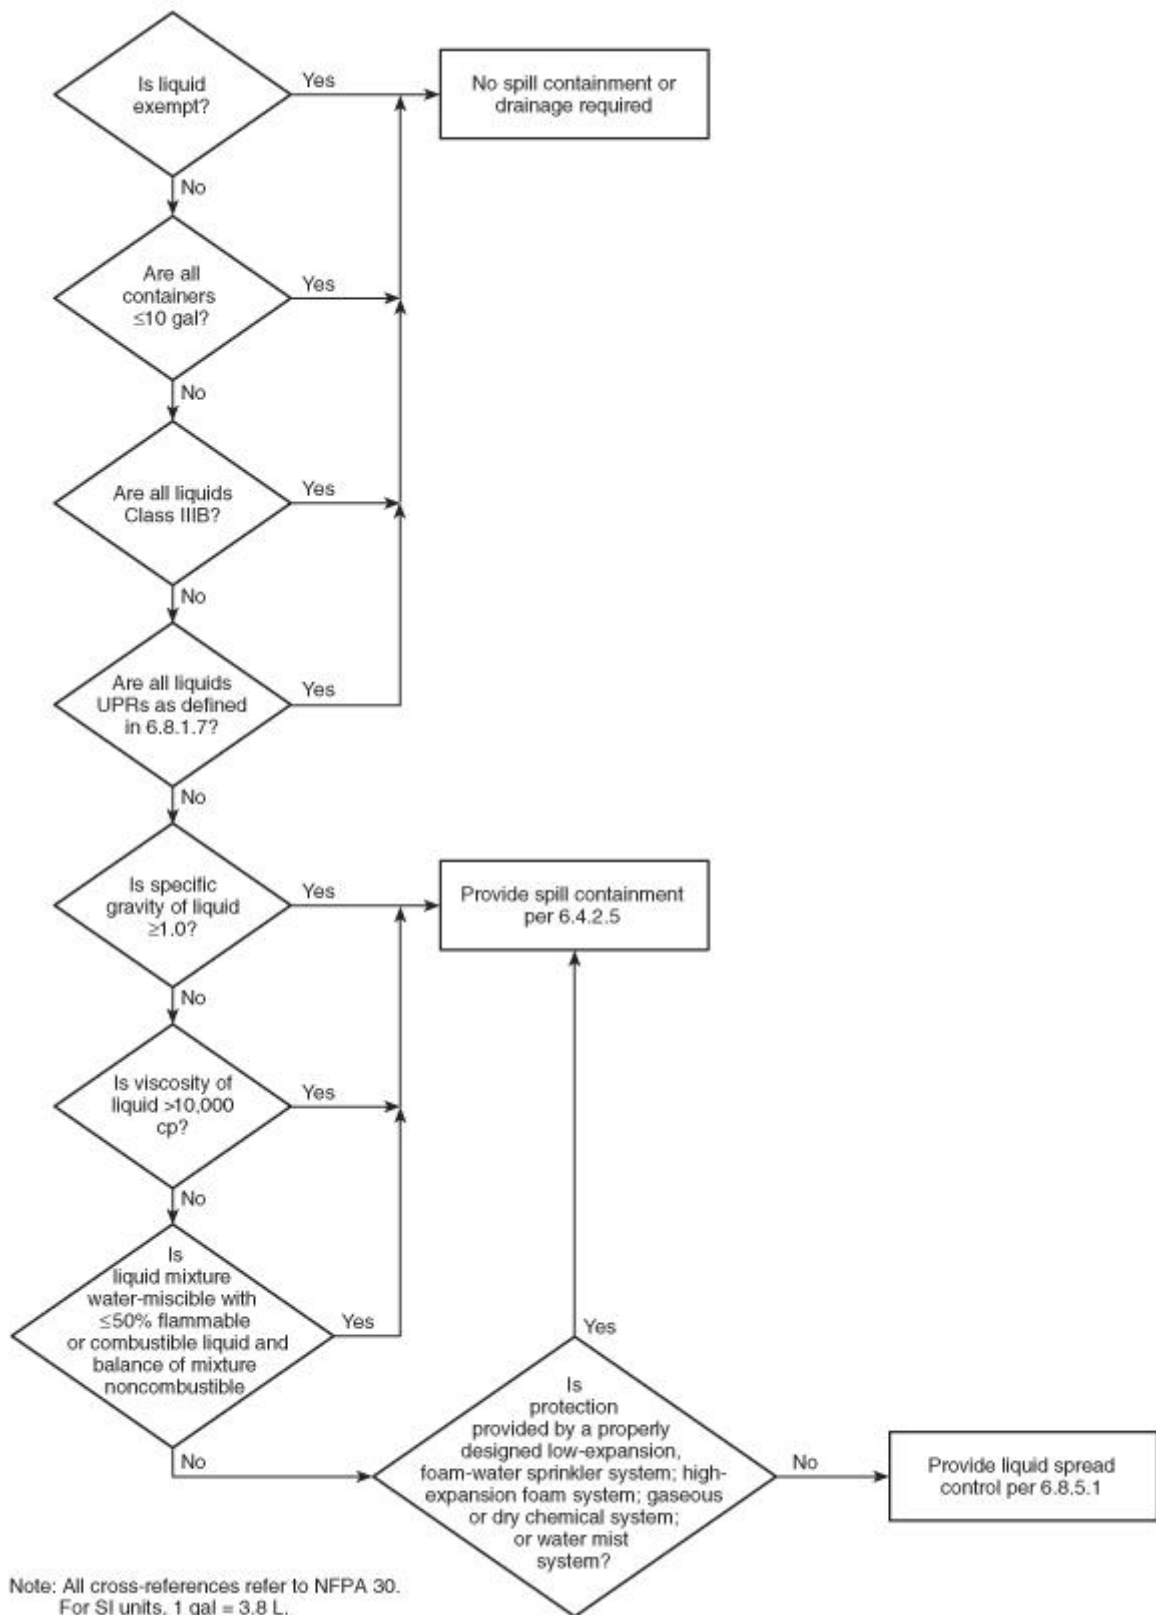 Is liquid
exempt?
Yes
No spill containment or
drainage required
No
Are all
containers
≤10 gal?
Yes
No
Are all liquids
Class IIIB?
Yes
No
Are all liquids
UPRs as defined
in 6.8.1.7?
Yes
No
Is specific
gravity of liquid
≥1.0?
Yes
Provide spill containment
per 6.4.2.5
No
Is viscosity of
liquid >10,000
cp?
Yes
No
Is
liquid mixture
water-miscible with
≤50% flammable
or combustible liquid and
balance of mixture
noncombustible
Yes
No
Yes
Is
protection
provided by a properly
designed low-expansion,
foam-water sprinkler system; high-
expansion foam system; gaseous
or dry chemical system;
or water mist
system?
No
Provide liquid spread
control per 6.8.5.1
Note: All cross-references refer to NFPA 30.
For SI units, 1 gal = 3.8 L.